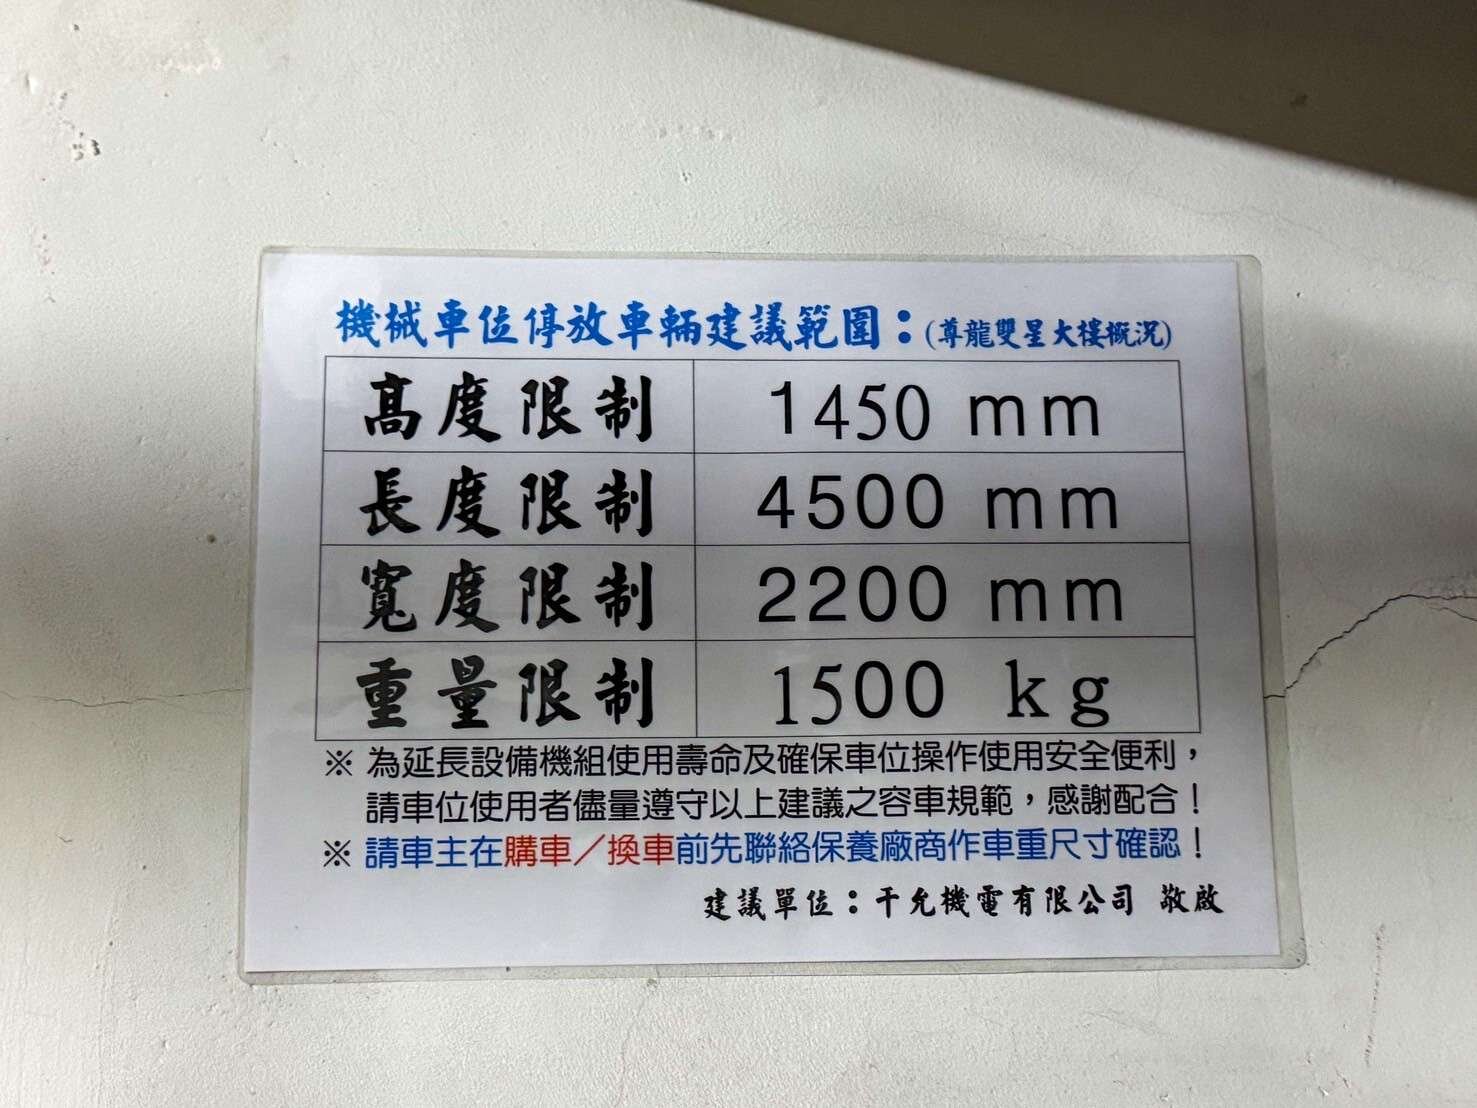 機械車位停放車輛建議範圍：(尊龍雙星大樓概況)
高度限制 1450 mm
長度限制 4500 mm
寬度限制 2200 mm
重量限制 1500 kg
※ 為延長設備機組使用壽命及確保車位操作使用安全便利，
請車位使用者儘量遵守以上建議之容車規範，感謝配合！
※ 請車主在購車／換車前先聯絡保養廠商作車重尺寸確認！
建議單位：千允機電有限公司 敬啟